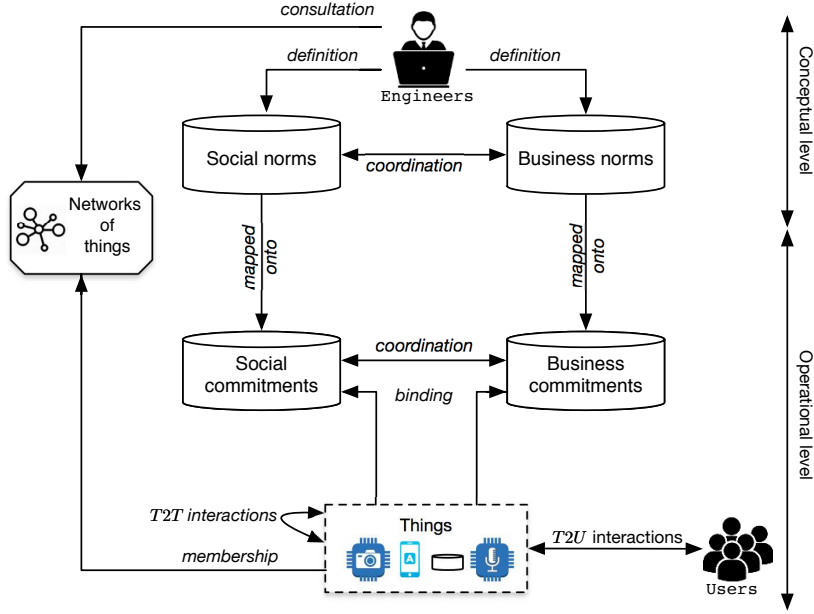 consultation
definition
definition
Engineers
Conceptual level
Social norms
coordination
Business norms
Networks
of
things
mapped
onto
mapped
onto
Social
commitments
coordination
Business
commitments
binding
Operational level
T2T interactions
Things
A
T2U interactions
membership
Users